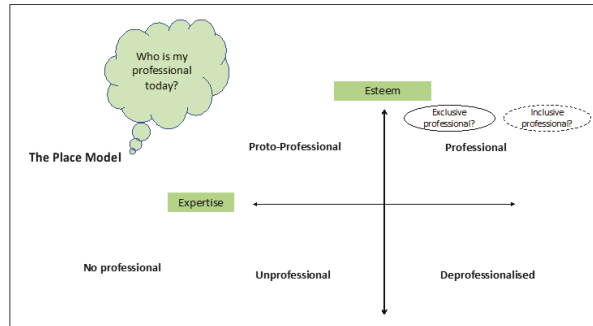 Who is my
professional
today?
Esteem
Exclusive
professional?
Inclusive
professional?
The Place Model
Proto-Professional
Professional
Expertise
No professional
Unprofessional
Deprofessionalised